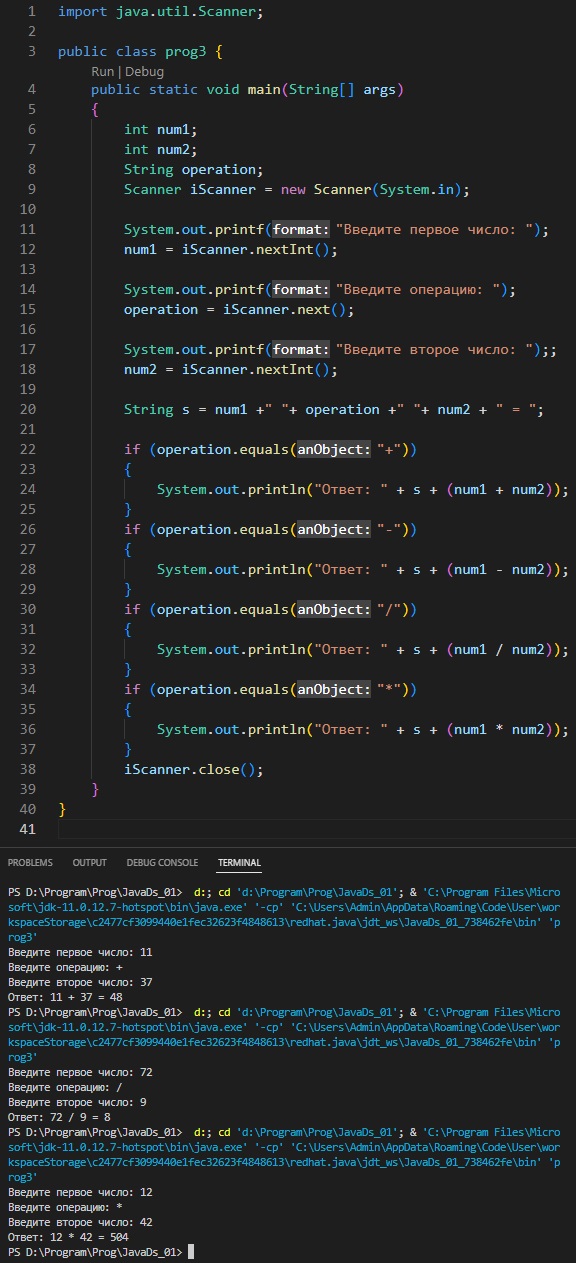 1 import java.util.Scanner;
2
3 public class prog3 {
Run | Debug
4 public static void main(String[] args)
5 {
6 int num1;
7 int num2;
8 String operation;
9 Scanner iScanner = new Scanner(System.in);
10
11 System.out.printf(format: "Введите первое число: ");
12 num1 = iScanner.nextInt();
13
14 System.out.printf(format: "Введите операцию: ");
15 operation = iScanner.next();
16
17 System.out.printf(format: "Введите второе число: ");;
18 num2 = iScanner.nextInt();
19
20 String s = num1 +" "+ operation +" "+ num2 + " = ";
21
22 if (operation.equals(anObject: "+"))
23 {
24 System.out.println("Ответ: " + s + (num1 + num2));
25 }
26 if (operation.equals(anObject: "-"))
27 {
28 System.out.println("Ответ: " + s + (num1 - num2));
29 }
30 if (operation.equals(anObject: "/"))
31 {
32 System.out.println("Ответ: " + s + (num1 / num2));
33 }
34 if (operation.equals(anObject: "*"))
35 {
36 System.out.println("Ответ: " + s + (num1 * num2));
37 }
38 iScanner.close();
39 }
40 }
41
PROBLEMS OUTPUT DEBUG CONSOLE TERMINAL
PS D:\Program\Prog\JavaDs_01> d:; cd 'd:\Program\Prog\JavaDs_01'; & 'C:\Program Files\Micro
soft\jdk-11.0.12.7-hotspot\bin\java.exe' '-cp' 'C:\Users\Admin\AppData\Roaming\Code\User\wor
kspaceStorage\c2477cf3099440e1fec32623f4848613\redhat.java\jdt_ws\JavaDs_01_738462fe\bin' 'p
rog3'
Введите первое число: 11
Введите операцию: +
Введите второе число: 37
Ответ: 11 + 37 = 48
PS D:\Program\Prog\JavaDs_01> d:; cd 'd:\Program\Prog\JavaDs_01'; & 'C:\Program Files\Micro
soft\jdk-11.0.12.7-hotspot\bin\java.exe' '-cp' 'C:\Users\Admin\AppData\Roaming\Code\User\wor
kspaceStorage\c2477cf3099440e1fec32623f4848613\redhat.java\jdt_ws\JavaDs_01_738462fe\bin' 'p
rog3'
Введите первое число: 72
Введите операцию: /
Введите второе число: 9
Ответ: 72 / 9 = 8
PS D:\Program\Prog\JavaDs_01> d:; cd 'd:\Program\Prog\JavaDs_01'; & 'C:\Program Files\Micro
soft\jdk-11.0.12.7-hotspot\bin\java.exe' '-cp' 'C:\Users\Admin\AppData\Roaming\Code\User\wor
kspaceStorage\c2477cf3099440e1fec32623f4848613\redhat.java\jdt_ws\JavaDs_01_738462fe\bin' 'p
rog3'
Введите первое число: 12
Введите операцию: *
Введите второе число: 42
Ответ: 12 * 42 = 504
PS D:\Program\Prog\JavaDs_01>